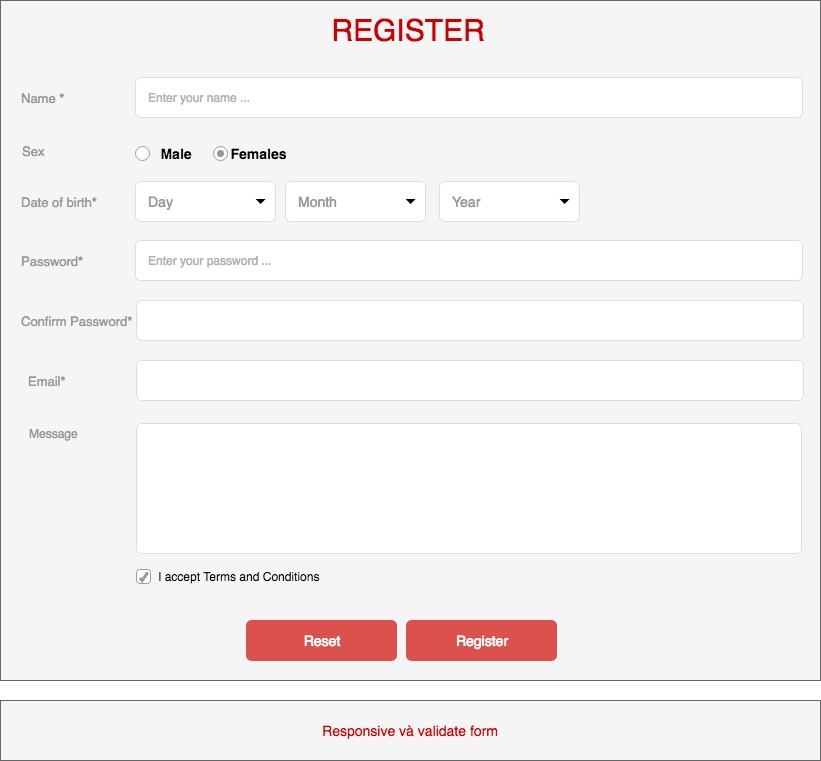 REGISTER
Name * Enter your name ...
Sex Male Females
Date of birth* Day Month Year
Password* Enter your password ...
Confirm Password*
Email*
Message
I accept Terms and Conditions
Reset Register
Responsive và validate form